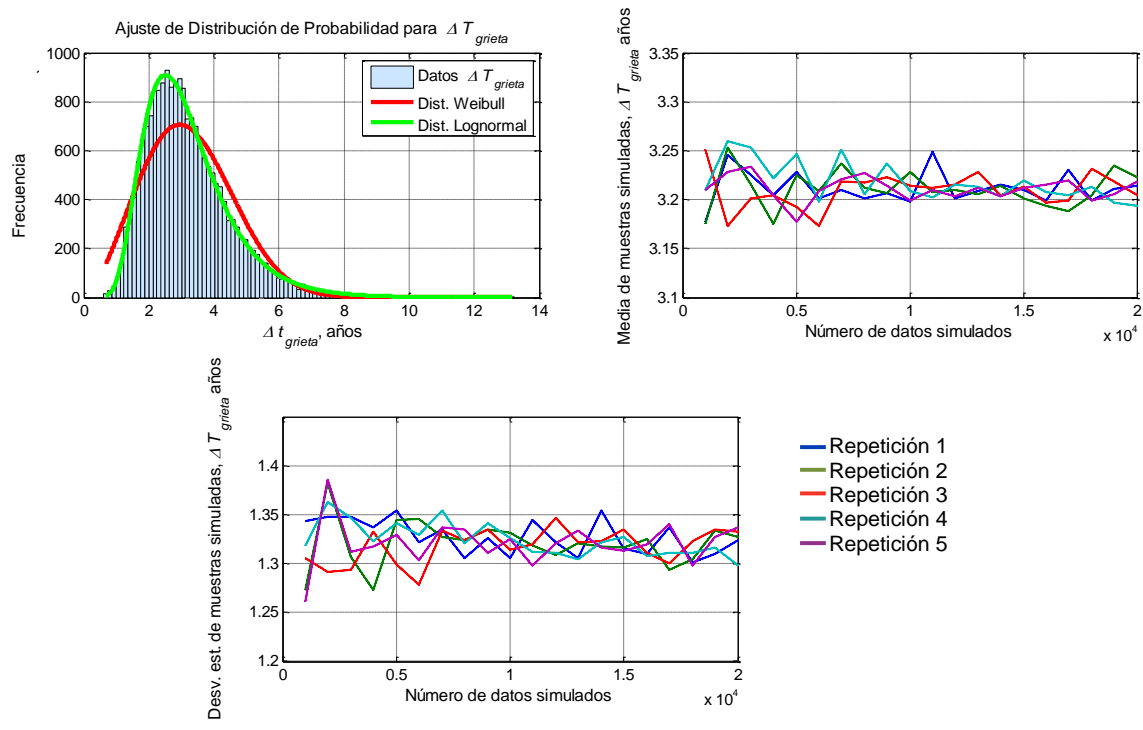 Ajuste de Distribución de Probabilidad para Δ T grieta
1000
800
600
400
200
0
Frecuencia
Datos Δ T grieta
Dist. Weibull
Dist. Lognormal
0 2 4 6 8 10 12 14
Δ t grieta, años
Media de muestras simuladas, Δ T grieta años
3.35
3.3
3.25
3.2
3.15
3.1
0 0.5 1 1.5 2
Número de datos simulados
x 10^4
Desv. est. de muestras simuladas, Δ T grieta años
1.4
1.35
1.3
1.25
1.2
0 0.5 1 1.5 2
Número de datos simulados
x 10^4
Repetición 1
Repetición 2
Repetición 3
Repetición 4
Repetición 5